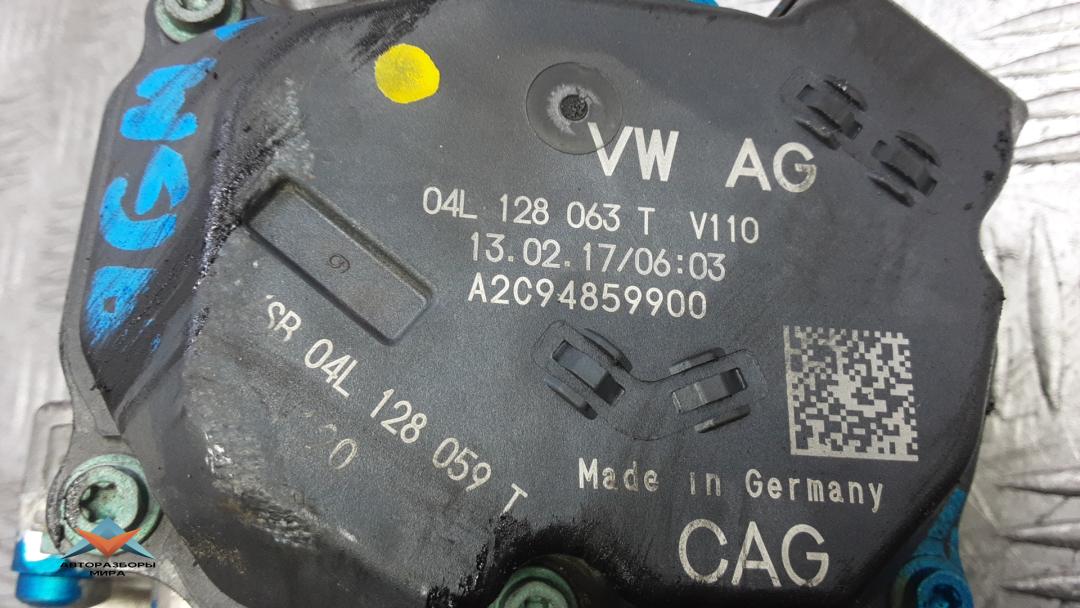 VW AG
04L 128 063 T V110
13.02.17/06:03
A2C94859900
04L 128 059 T
20
Made in Germany
CAG
АВТОРАЗБОРЫ
МИРА